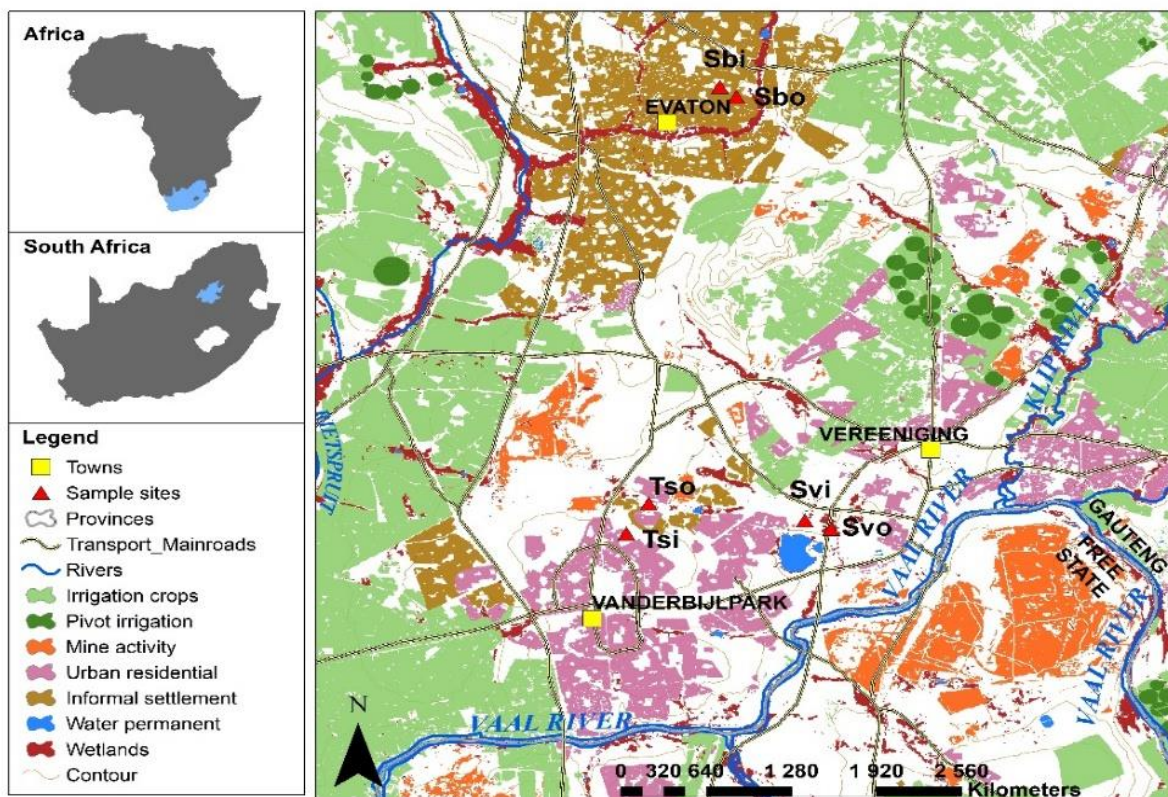 Africa
South Africa
Legend
Towns
Sample sites
Provinces
Transport_Mainroads
Rivers
Irrigation crops
Pivot irrigation
Mine activity
Urban residential
Informal settlement
Water permanent
Wetlands
Contour
Sbi
Sbo
EVATON
KLIP RIVER
VEREENIGING
METSPRUIT
Tso
Svi
Tsi
Svo
VAAL RIVER
GAUTENG
FREE
STATE
VANDERBIJLPARK
VAAL RIVER
VAAL RIVER
N
0 320 640 1 280 1 920 2 560
Kilometers